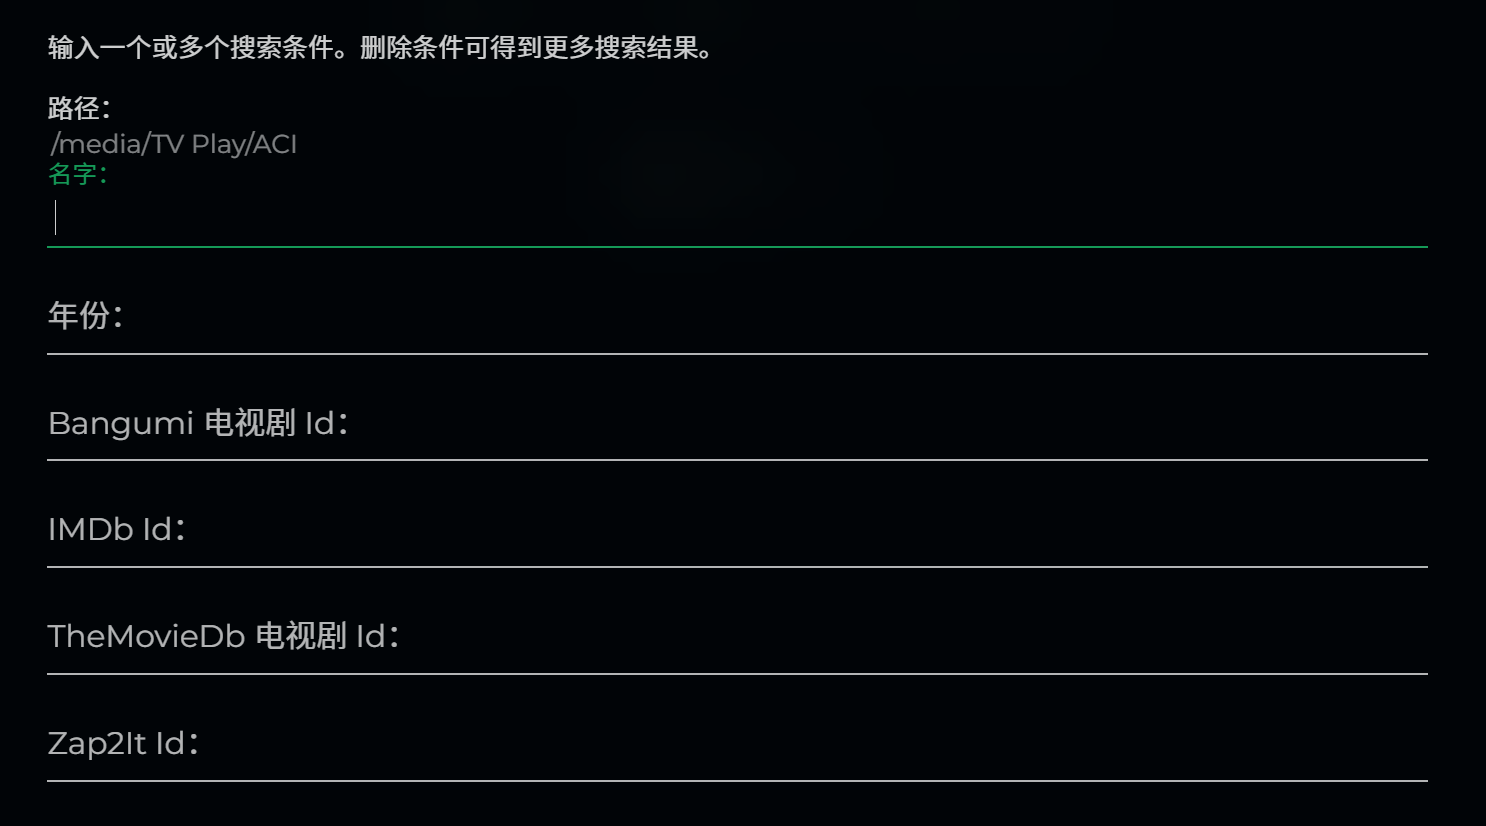 输入一个或多个搜索条件。删除条件可得到更多搜索结果。
路径：
/media/TV Play/ACI
名字：
年份：
Bangumi 电视剧 Id：
IMDb Id：
TheMovieDb 电视剧 Id：
Zap2It Id：